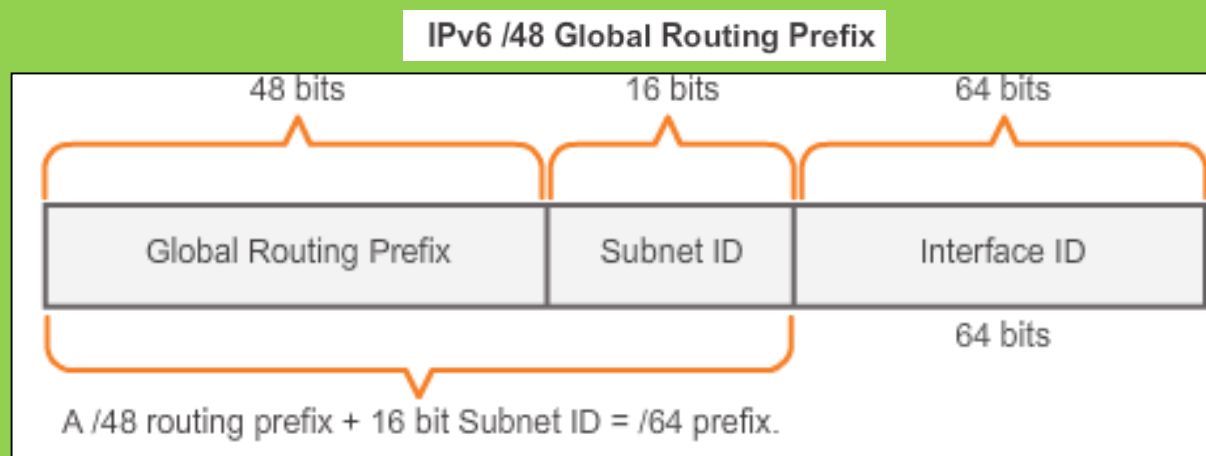 IPv6 /48 Global Routing Prefix
48 bits 16 bits 64 bits
Global Routing Prefix Subnet ID Interface ID
64 bits
A /48 routing prefix + 16 bit Subnet ID = /64 prefix.